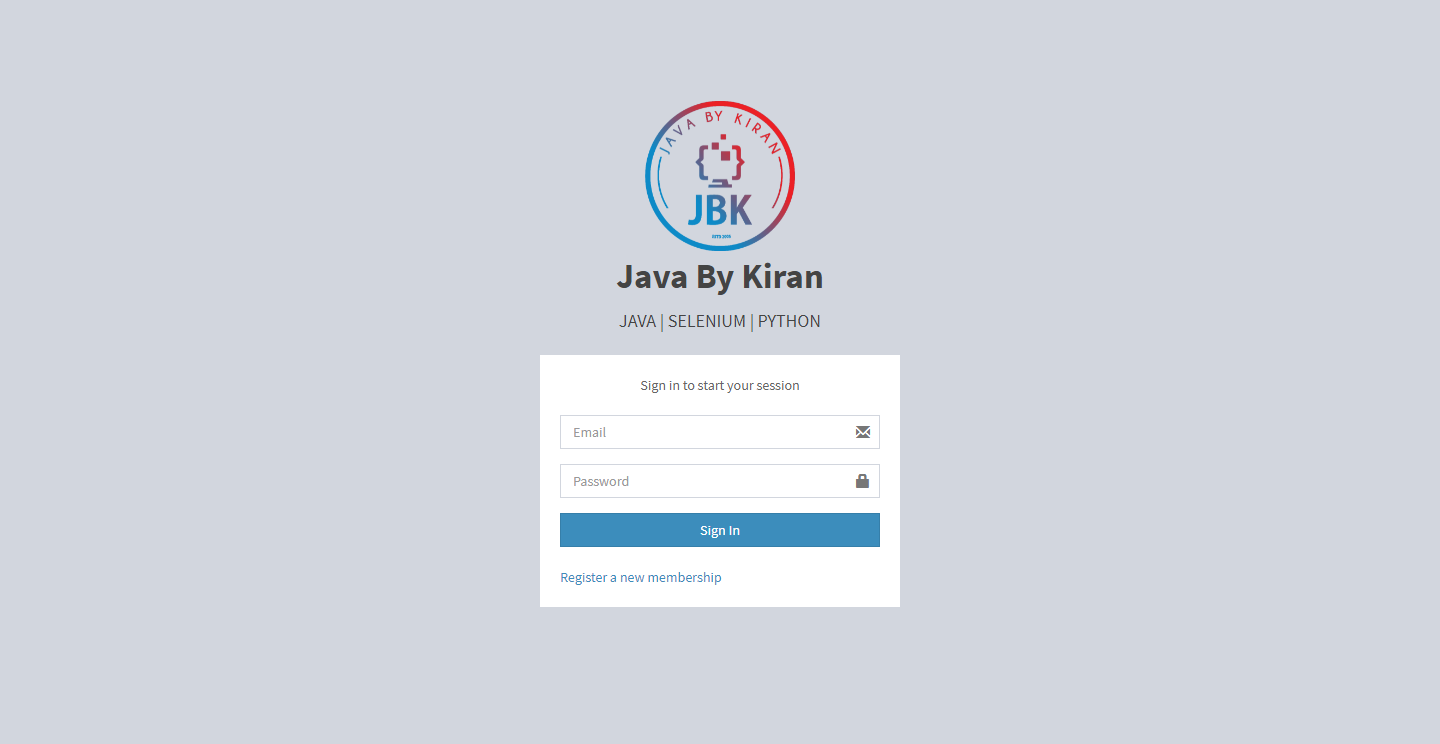 JAVA BY KIRAN
JBK
Java By Kiran
JAVA | SELENIUM | PYTHON
Sign in to start your session
Email
Password
Sign In
Register a new membership